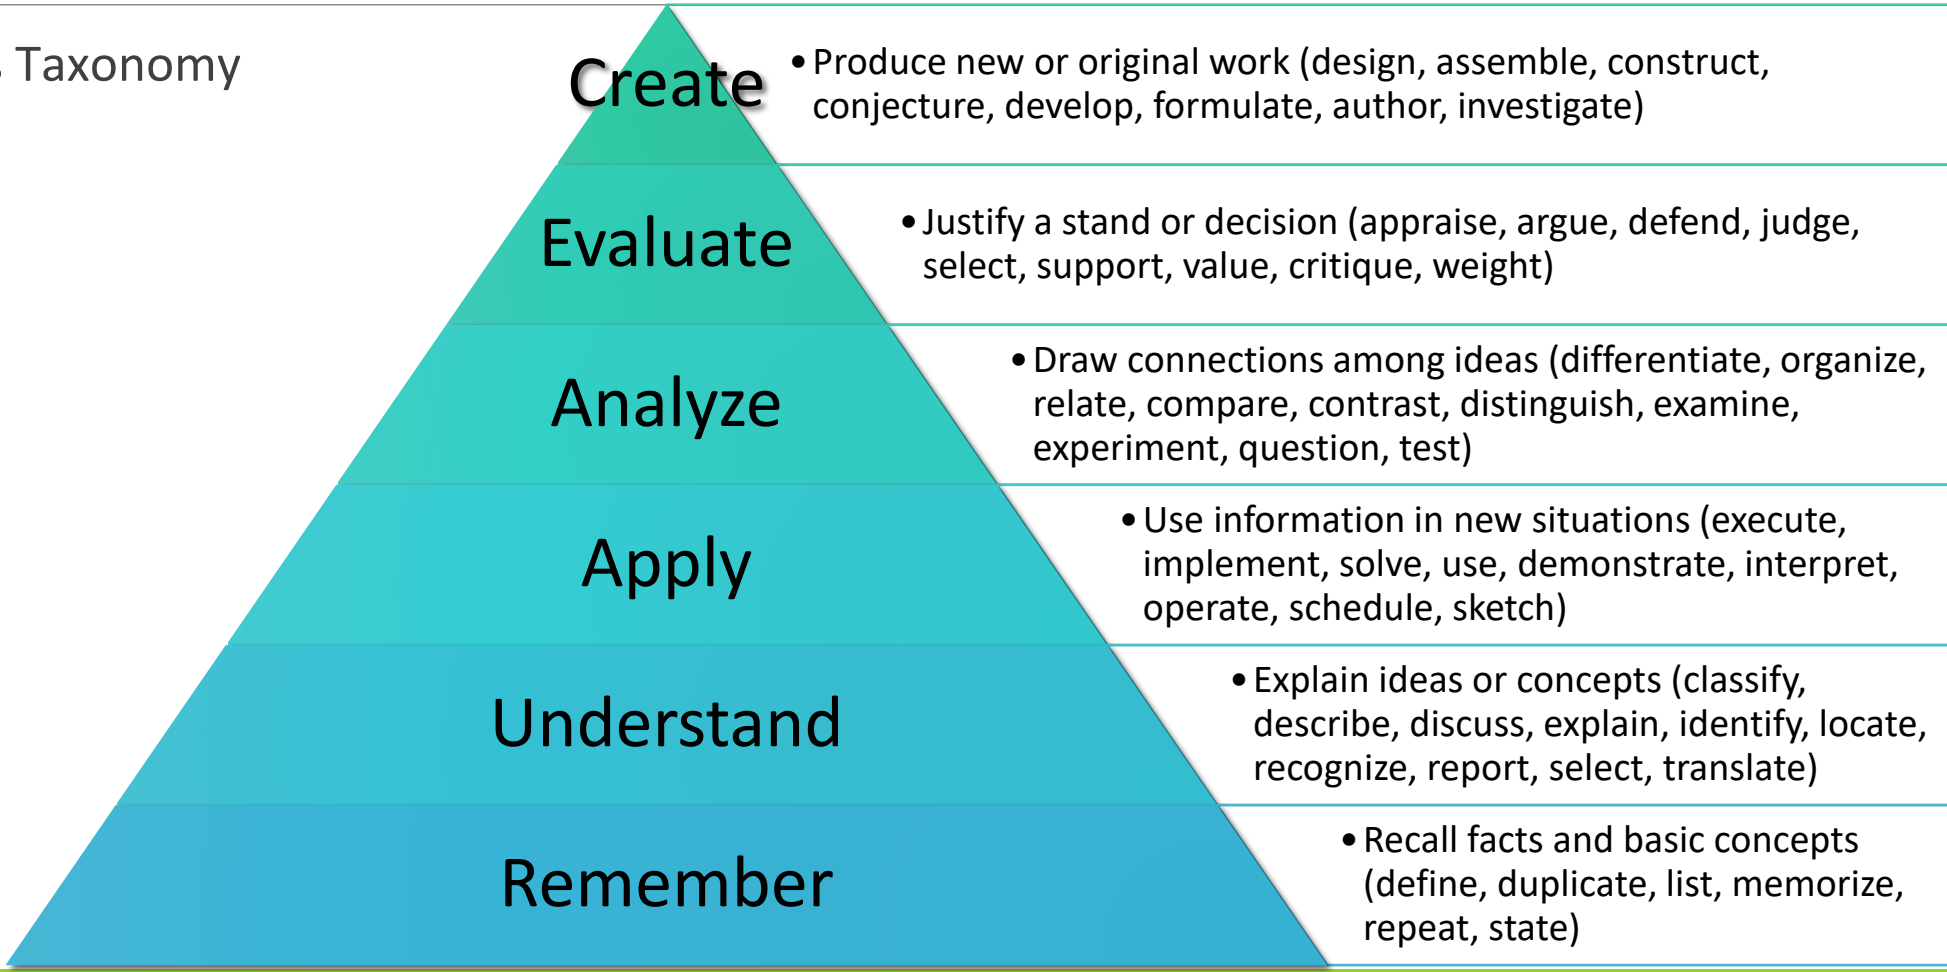 Taxonomy
Create
• Produce new or original work (design, assemble, construct,
conjecture, develop, formulate, author, investigate)
Evaluate
• Justify a stand or decision (appraise, argue, defend, judge,
select, support, value, critique, weight)
Analyze
• Draw connections among ideas (differentiate, organize,
relate, compare, contrast, distinguish, examine,
experiment, question, test)
Apply
• Use information in new situations (execute,
implement, solve, use, demonstrate, interpret,
operate, schedule, sketch)
Understand
• Explain ideas or concepts (classify,
describe, discuss, explain, identify, locate,
recognize, report, select, translate)
Remember
• Recall facts and basic concepts
(define, duplicate, list, memorize,
repeat, state)